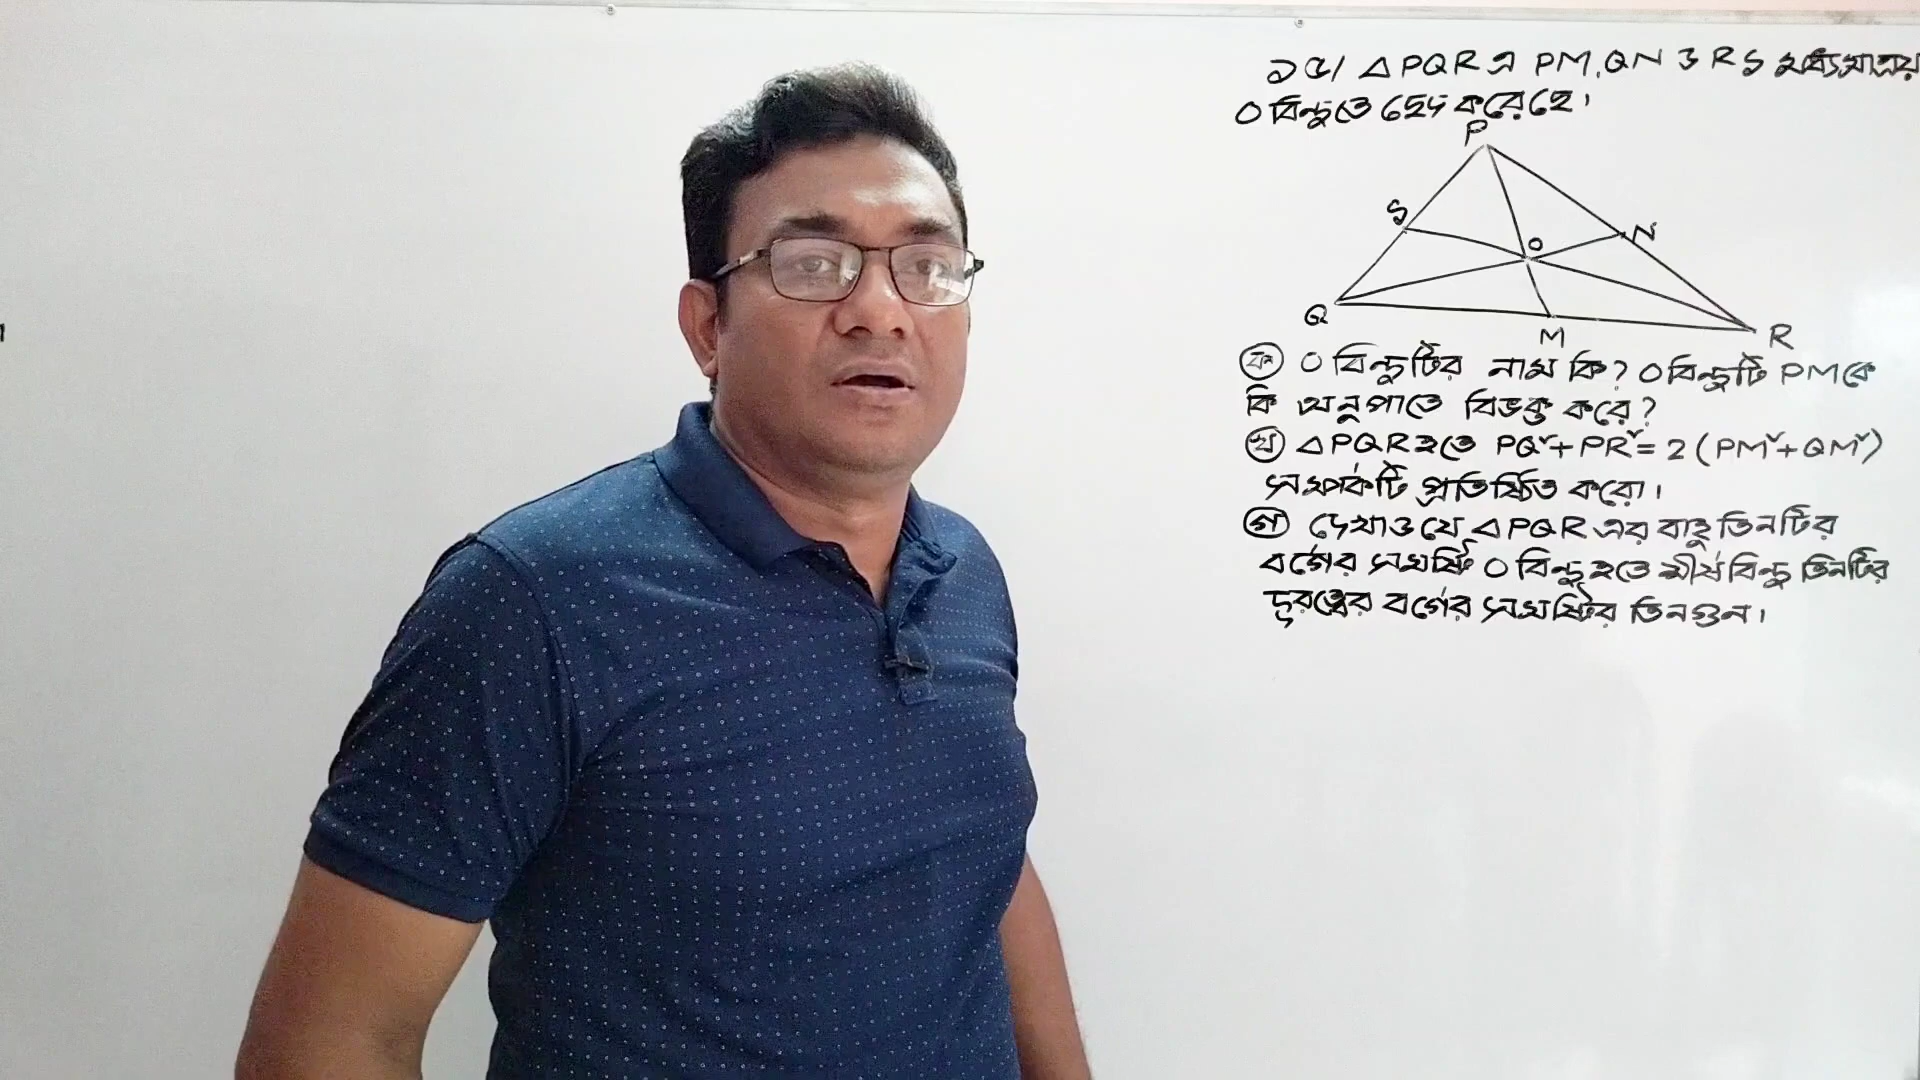 ১৫। △PQR এ PM, QN ও RS মধ্যমাত্রয়
O বিন্দুতে ছেদ করেছে।
P
S
N
O
Q
M
R
ক O বিন্দুটির নাম কি? O বিন্দুটি PM কে
কি অনুপাতে বিভক্ত করে?
খ △PQR হতে PQ²+PR²= 2 (PM²+QM²)
সম্পর্কটি প্রতিষ্ঠিত করো।
গ দেখাও যে △PQR এর বাহু তিনটির
বর্গের সমষ্টি O বিন্দু হতে শীর্ষবিন্দু তিনটির
দূরত্বের বর্গের সমষ্টির তিনগুন।